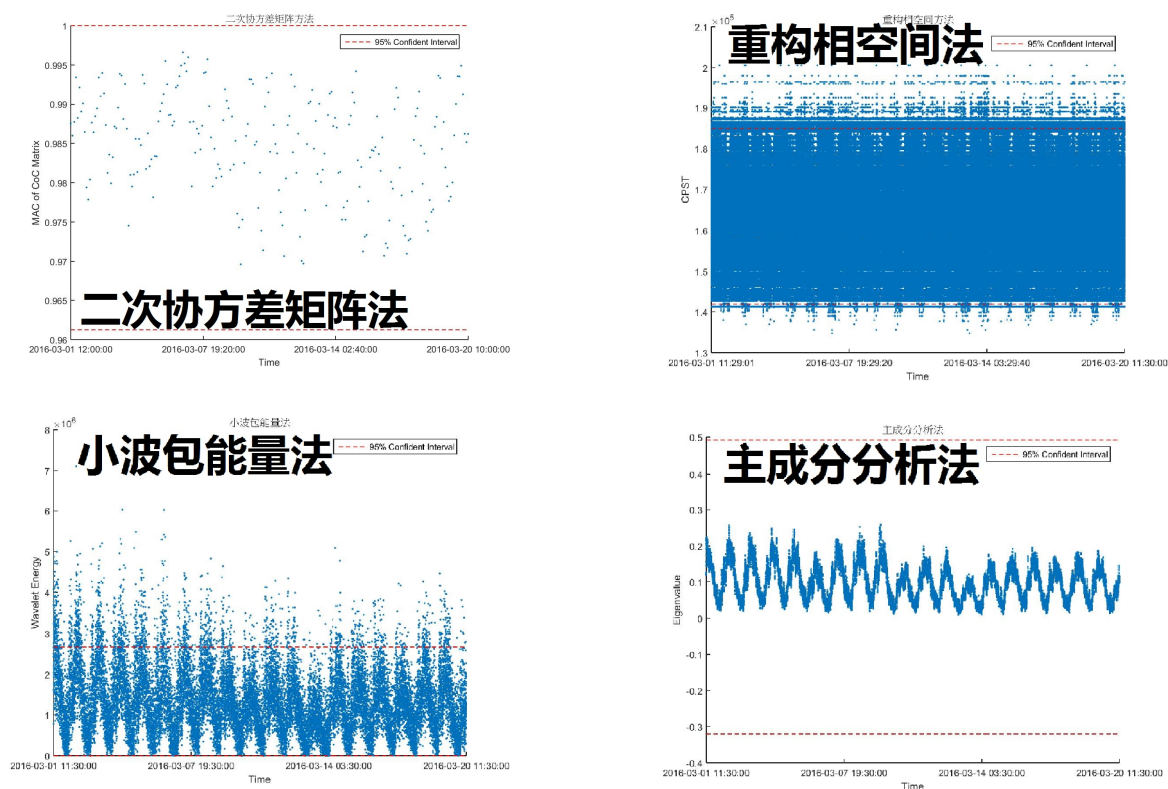 二次协方差矩阵方法
1
95% Confident Interval
0.995
0.99
0.985
0.98
0.975
0.97
0.965
0.96
MAC of CoC Matrix
二次协方差矩阵法
2016-03-01 12:00:00
2016-03-07 19:20:00
2016-03-14 02:40:00
2016-03-20 10:00:00
Time
×10⁵
重构相空间方法
重构相空间法
95% Confident Interval
2.1
2
1.9
1.8
1.7
1.6
1.5
1.4
1.3
CPST
2016-03-01 11:29:01
2016-03-07 19:29:20
2016-03-14 03:29:40
2016-03-20 11:30:00
Time
×10⁶
小波包能量法
小波包能量法
95% Confident Interval
8
7
6
5
4
3
2
1
0
Wavelet Energy
2016-03-01 11:30:00
2016-03-07 19:30:00
2016-03-14 03:30:00
2016-03-20 11:30:00
Time
主成分分析法
主成分分析法
95% Confident Interval
0.5
0.4
0.3
0.2
0.1
0
-0.1
-0.2
-0.3
-0.4
Eigenvalue
2016-03-01 11:30:00
2016-03-07 19:30:00
2016-03-14 03:30:00
2016-03-20 11:30:00
Time